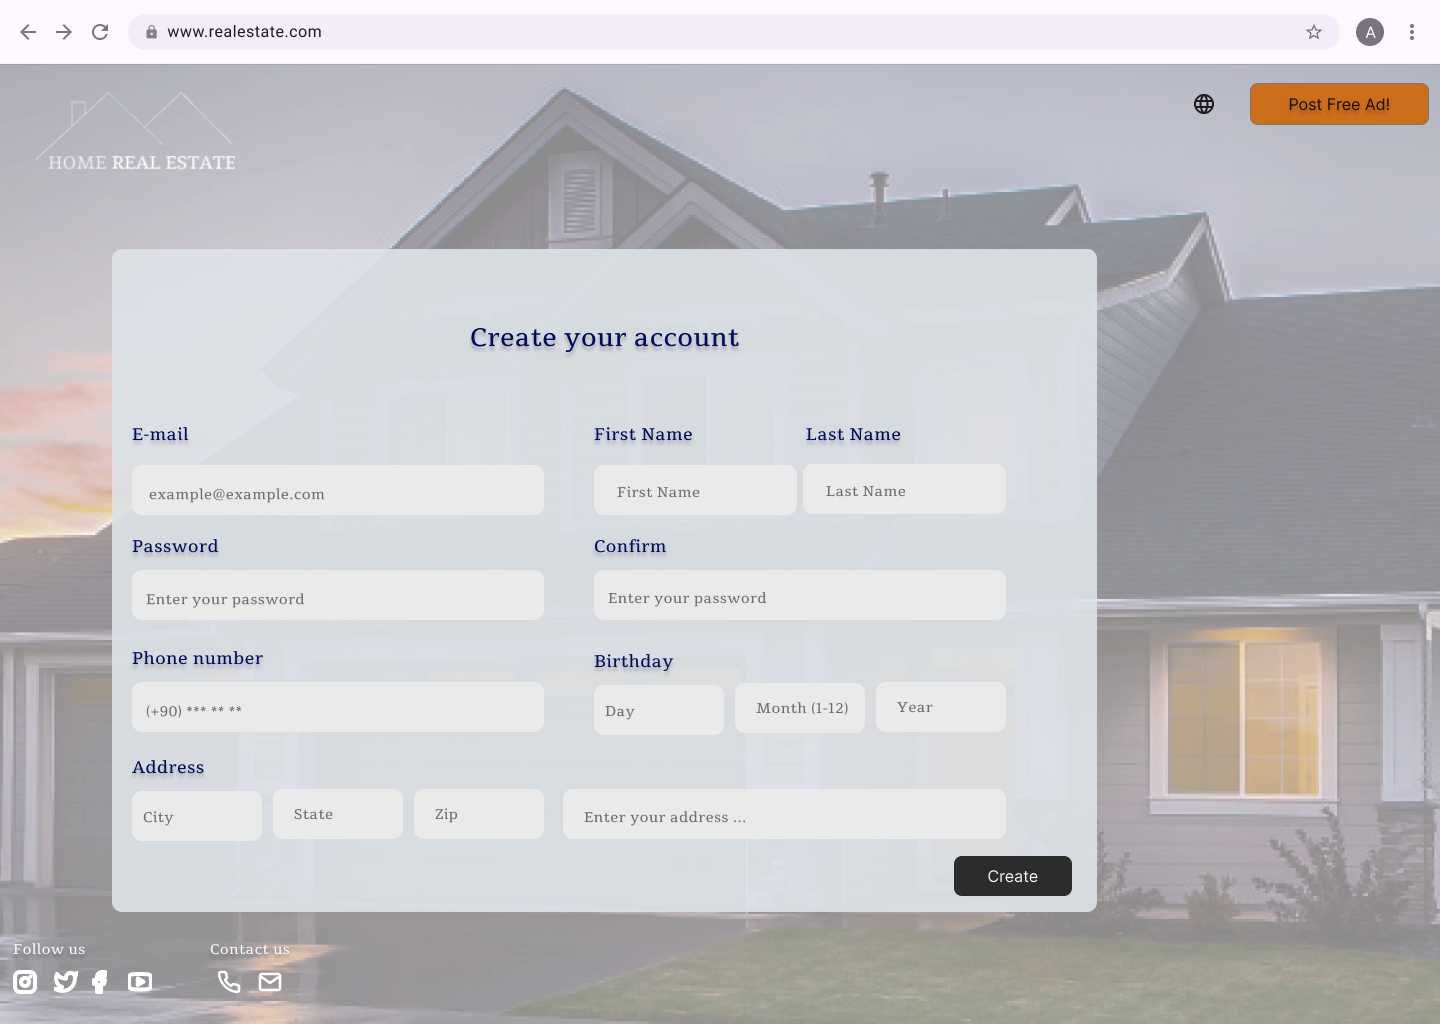 www.realestate.com
A
Post Free Ad!
HOME REAL ESTATE
Create your account
E-mail
First Name
Last Name
example@example.com
First Name
Last Name
Password
Confirm
Enter your password
Enter your password
Phone number
Birthday
(+90) *** ** **
Day
Month (1-12)
Year
Address
City
State
Zip
Enter your address ...
Create
Follow us
Contact us